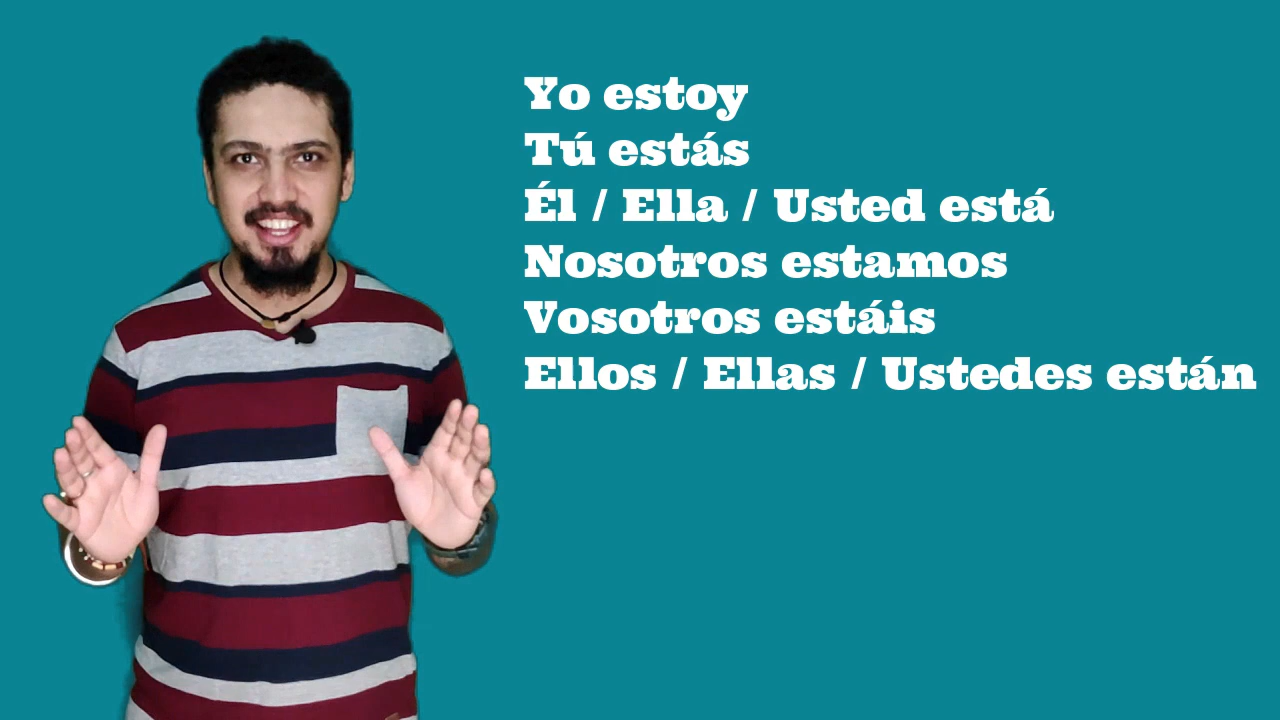 Yo estoy
Tú estás
Él / Ella / Usted está
Nosotros estamos
Vosotros estáis
Ellos / Ellas / Ustedes están